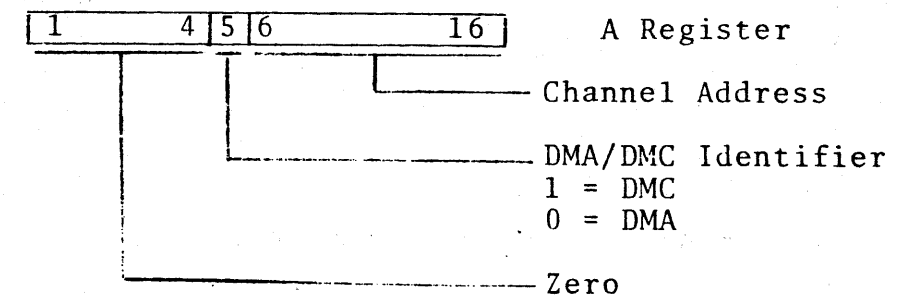 1 4 5 6 16 A Register
Channel Address
DMA/DMC Identifier
1 = DMC
0 = DMA
Zero